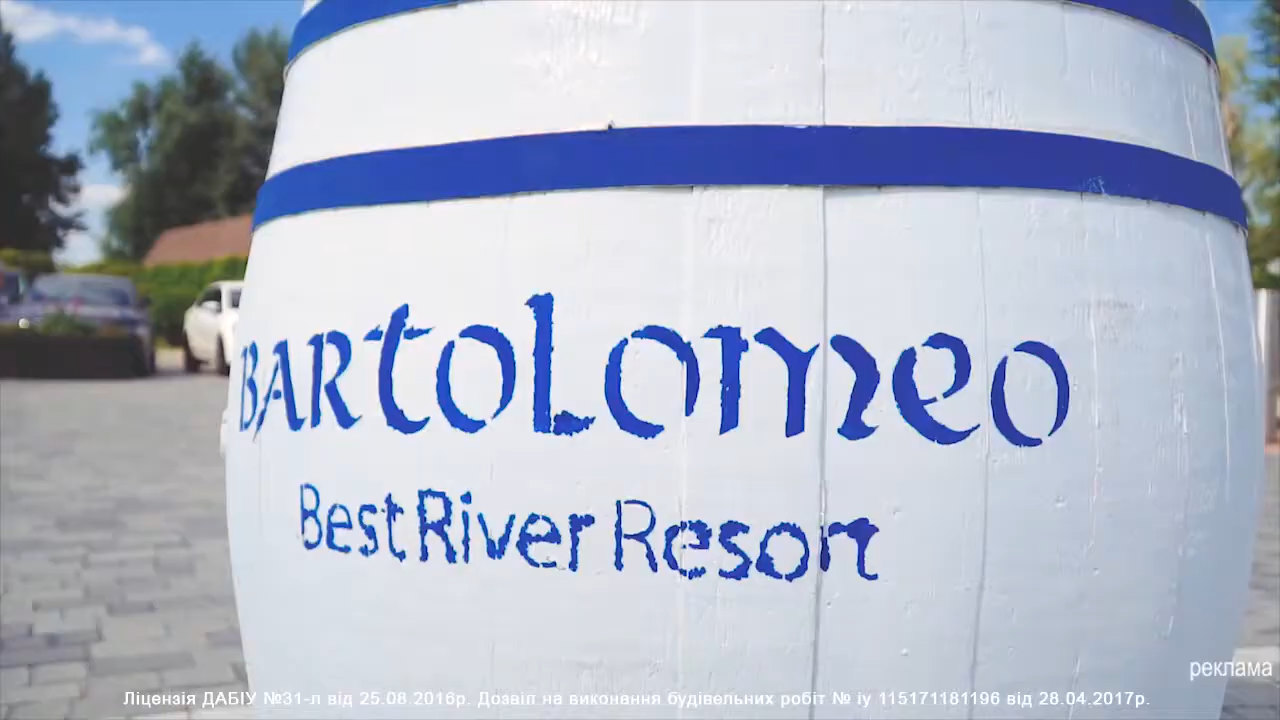 BARTOLOMEO
Best River Resort
реклама
Ліцензія ДАБІУ №31-л від 25.08.2016р. Дозвіл на виконання будівельних робіт № іу 115171181196 від 28.04.2017р.